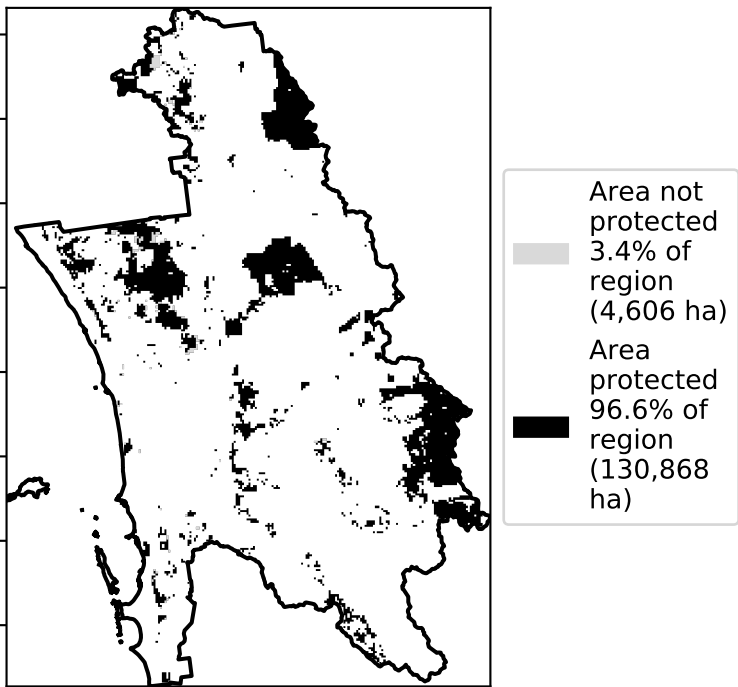 Area not
protected
3.4% of
region
(4,606 ha)
Area
protected
96.6% of
region
(130,868
ha)